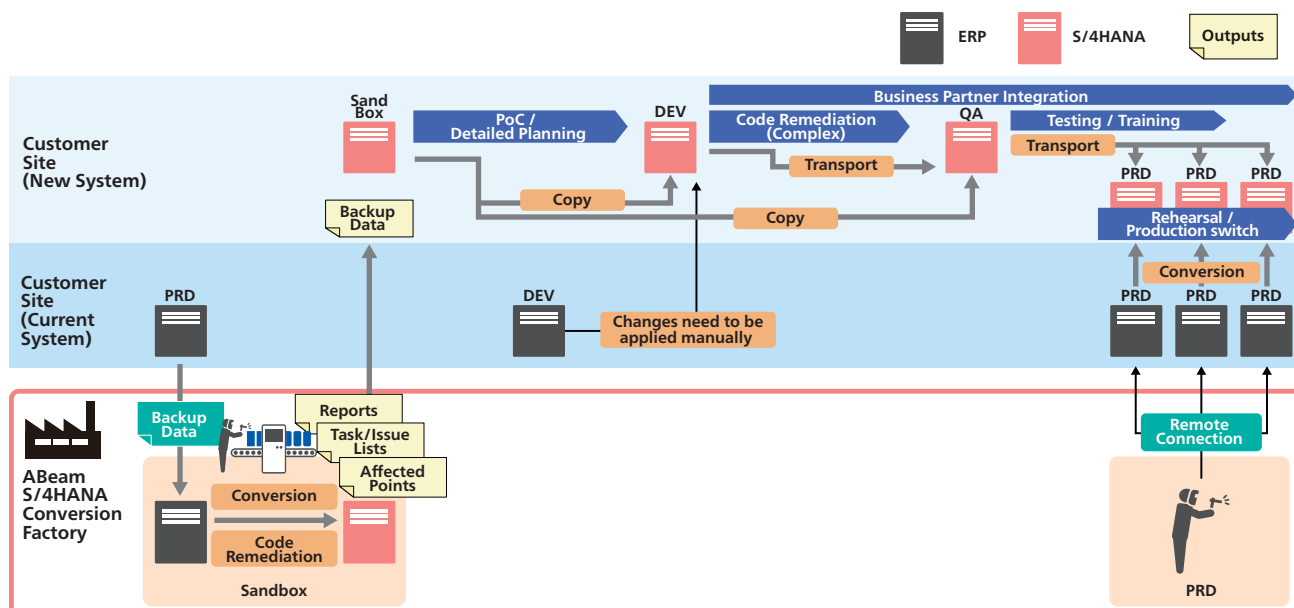 ERP
S/4HANA
Outputs
Customer
Site
(New System)
Sand
Box
PoC /
Detailed Planning
DEV
Business Partner Integration
Code Remediation
(Complex)
QA
Testing / Training
Transport
Transport
Copy
Copy
PRD
PRD
PRD
Rehearsal /
Production switch
Backup
Data
Customer
Site
(Current
System)
PRD
DEV
Changes need to be
applied manually
Conversion
PRD
PRD
PRD
ABeam
S/4HANA
Conversion
Factory
Backup
Data
Reports
Task/Issue
Lists
Affected
Points
Conversion
Code
Remediation
Sandbox
Remote
Connection
PRD